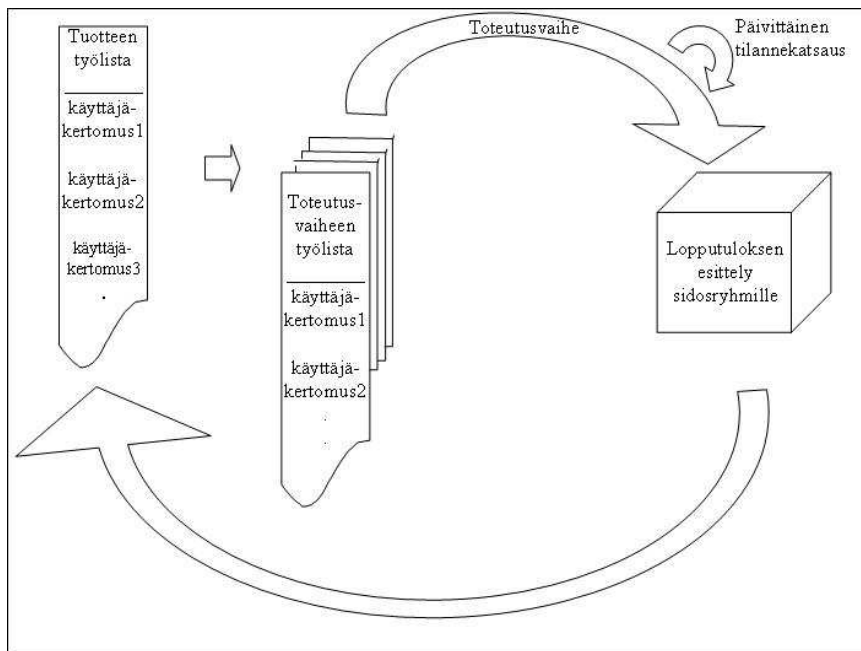 Tuotteen
työlista
käyttäjä-
kertomus1
käyttäjä-
kertomus2
käyttäjä-
kertomus3
.
Toteutus-
vaiheen
työlista
käyttäjä-
kertomus1
käyttäjä-
kertomus2
.
.
Toteutusvaihe
Päivittäinen
tilannekatsaus
Lopputuloksen
esittely
sidosryhmille